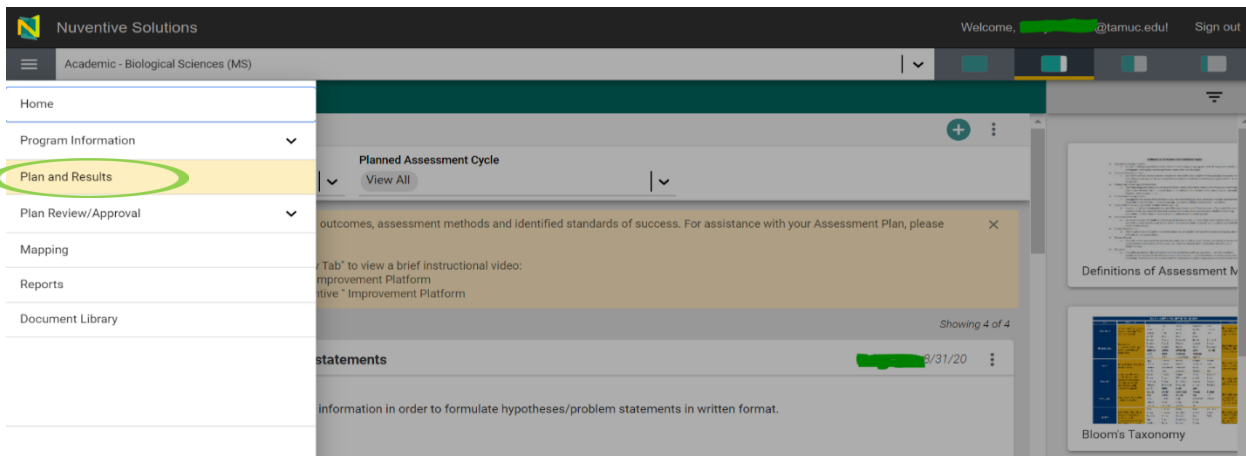 Nuventive Solutions
Welcome, @tamuc.edu! Sign out
Academic - Biological Sciences (MS)
Home
Program Information
Plan and Results
Plan Review/Approval
Mapping
Reports
Document Library
Planned Assessment Cycle
View All
outcomes, assessment methods and identified standards of success. For assistance with your Assessment Plan, please
Tab" to view a brief instructional video:
mprovement Platform
ntive " Improvement Platform
Showing 4 of 4
statements
8/31/20
information in order to formulate hypotheses/problem statements in written format.
Definitions of Assessment M
Bloom's Taxonomy